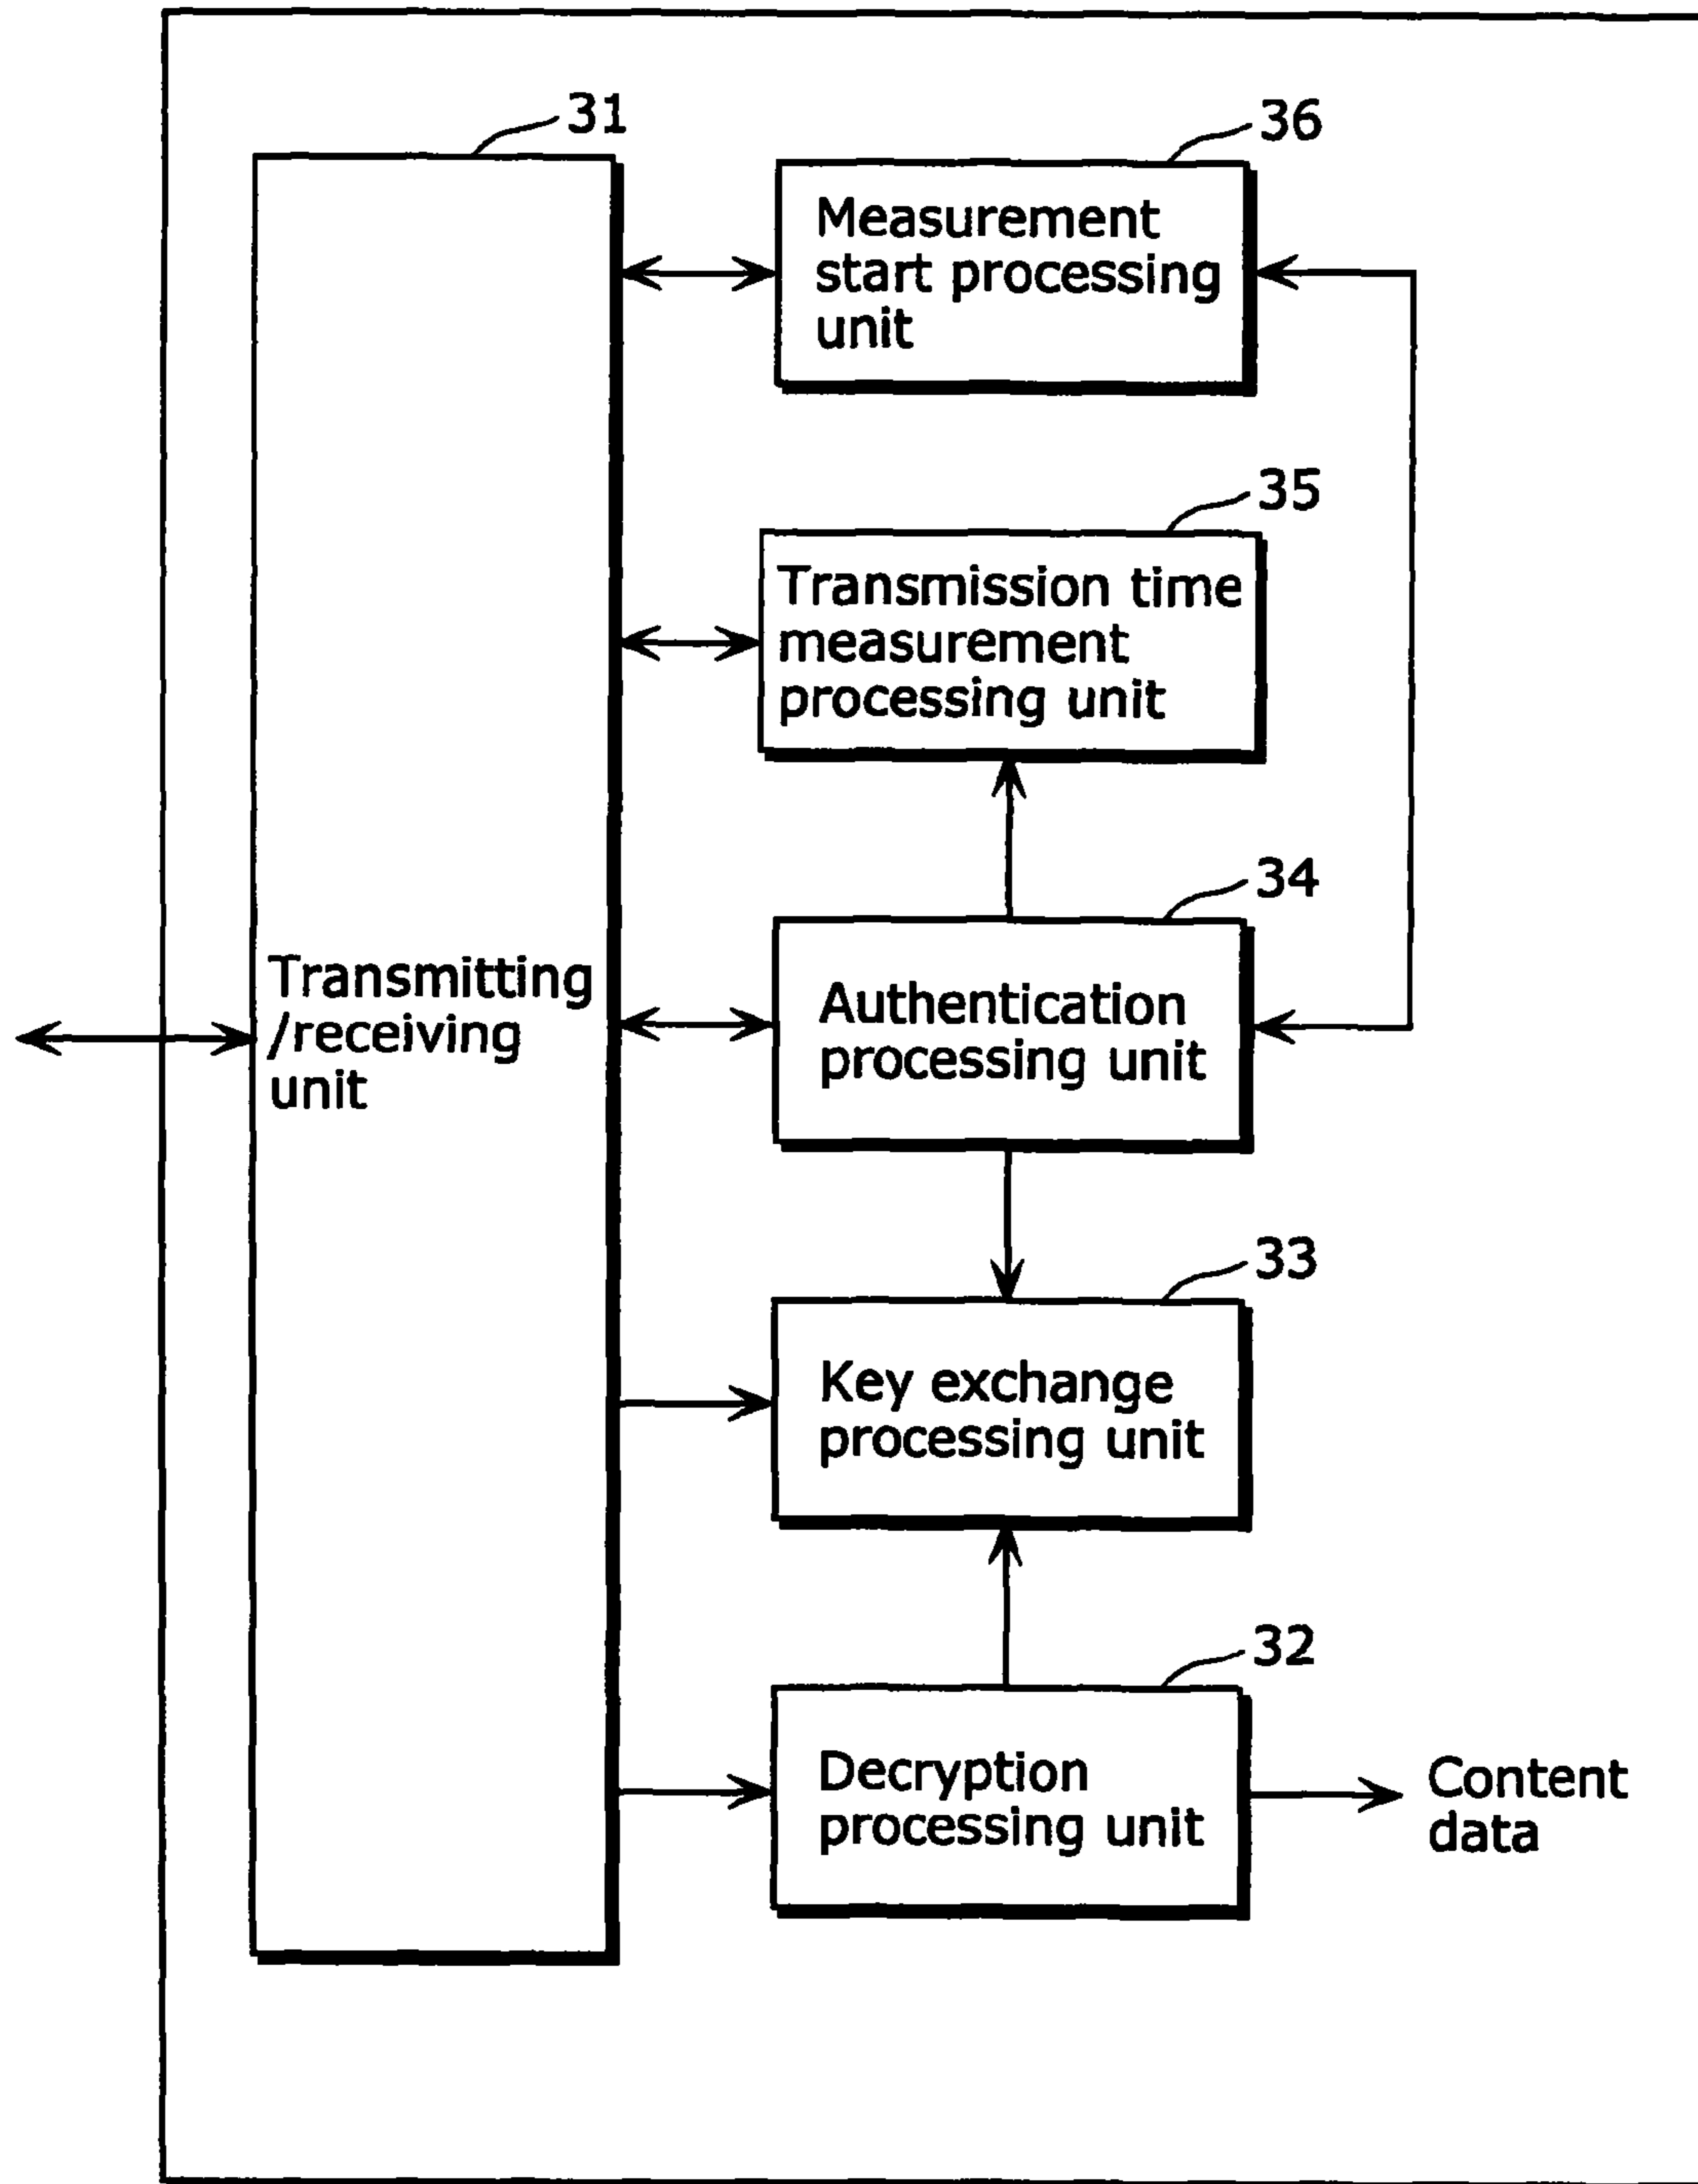 31
36
Measurement
start processing
unit
35
Transmission time
measurement
processing unit
34
Transmitting
/receiving
unit
Authentication
processing unit
33
Key exchange
processing unit
32
Decryption
processing unit
Content
data